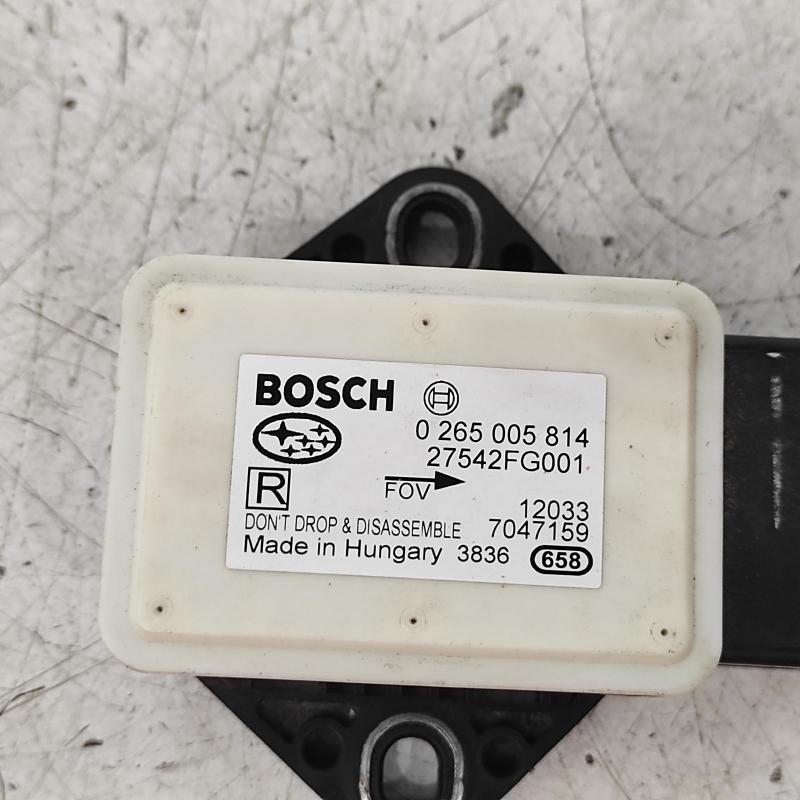 BOSCH
0 265 005 814
27542FG001
R
FOV
12033
DON'T DROP & DISASSEMBLE 7047159
Made in Hungary 3836 658